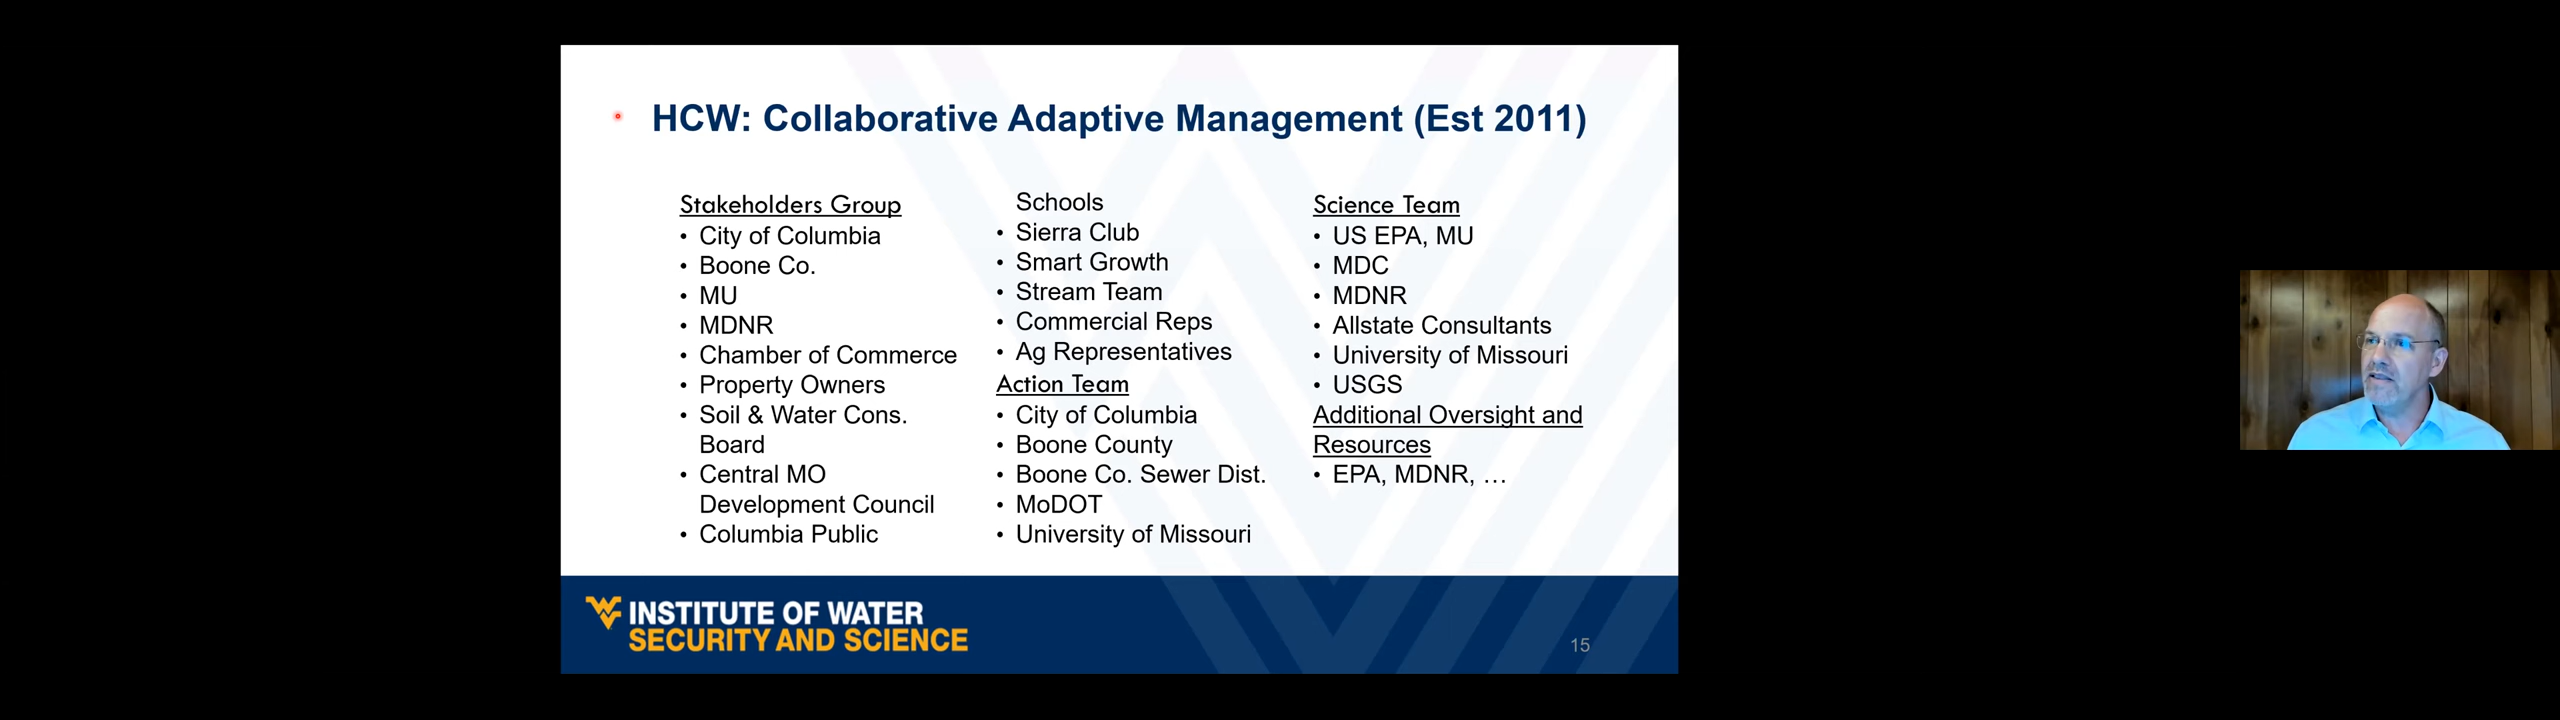 HCW: Collaborative Adaptive Management (Est 2011)
Stakeholders Group
• City of Columbia
• Boone Co.
• MU
• MDNR
• Chamber of Commerce
• Property Owners
• Soil & Water Cons.
Board
• Central MO
Development Council
• Columbia Public
Schools
• Sierra Club
• Smart Growth
• Stream Team
• Commercial Reps
• Ag Representatives
Action Team
• City of Columbia
• Boone County
• Boone Co. Sewer Dist.
• MoDOT
• University of Missouri
Science Team
• US EPA, MU
• MDC
• MDNR
• Allstate Consultants
• University of Missouri
• USGS
Additional Oversight and
Resources
• EPA, MDNR, …
WV INSTITUTE OF WATER
SECURITY AND SCIENCE
15